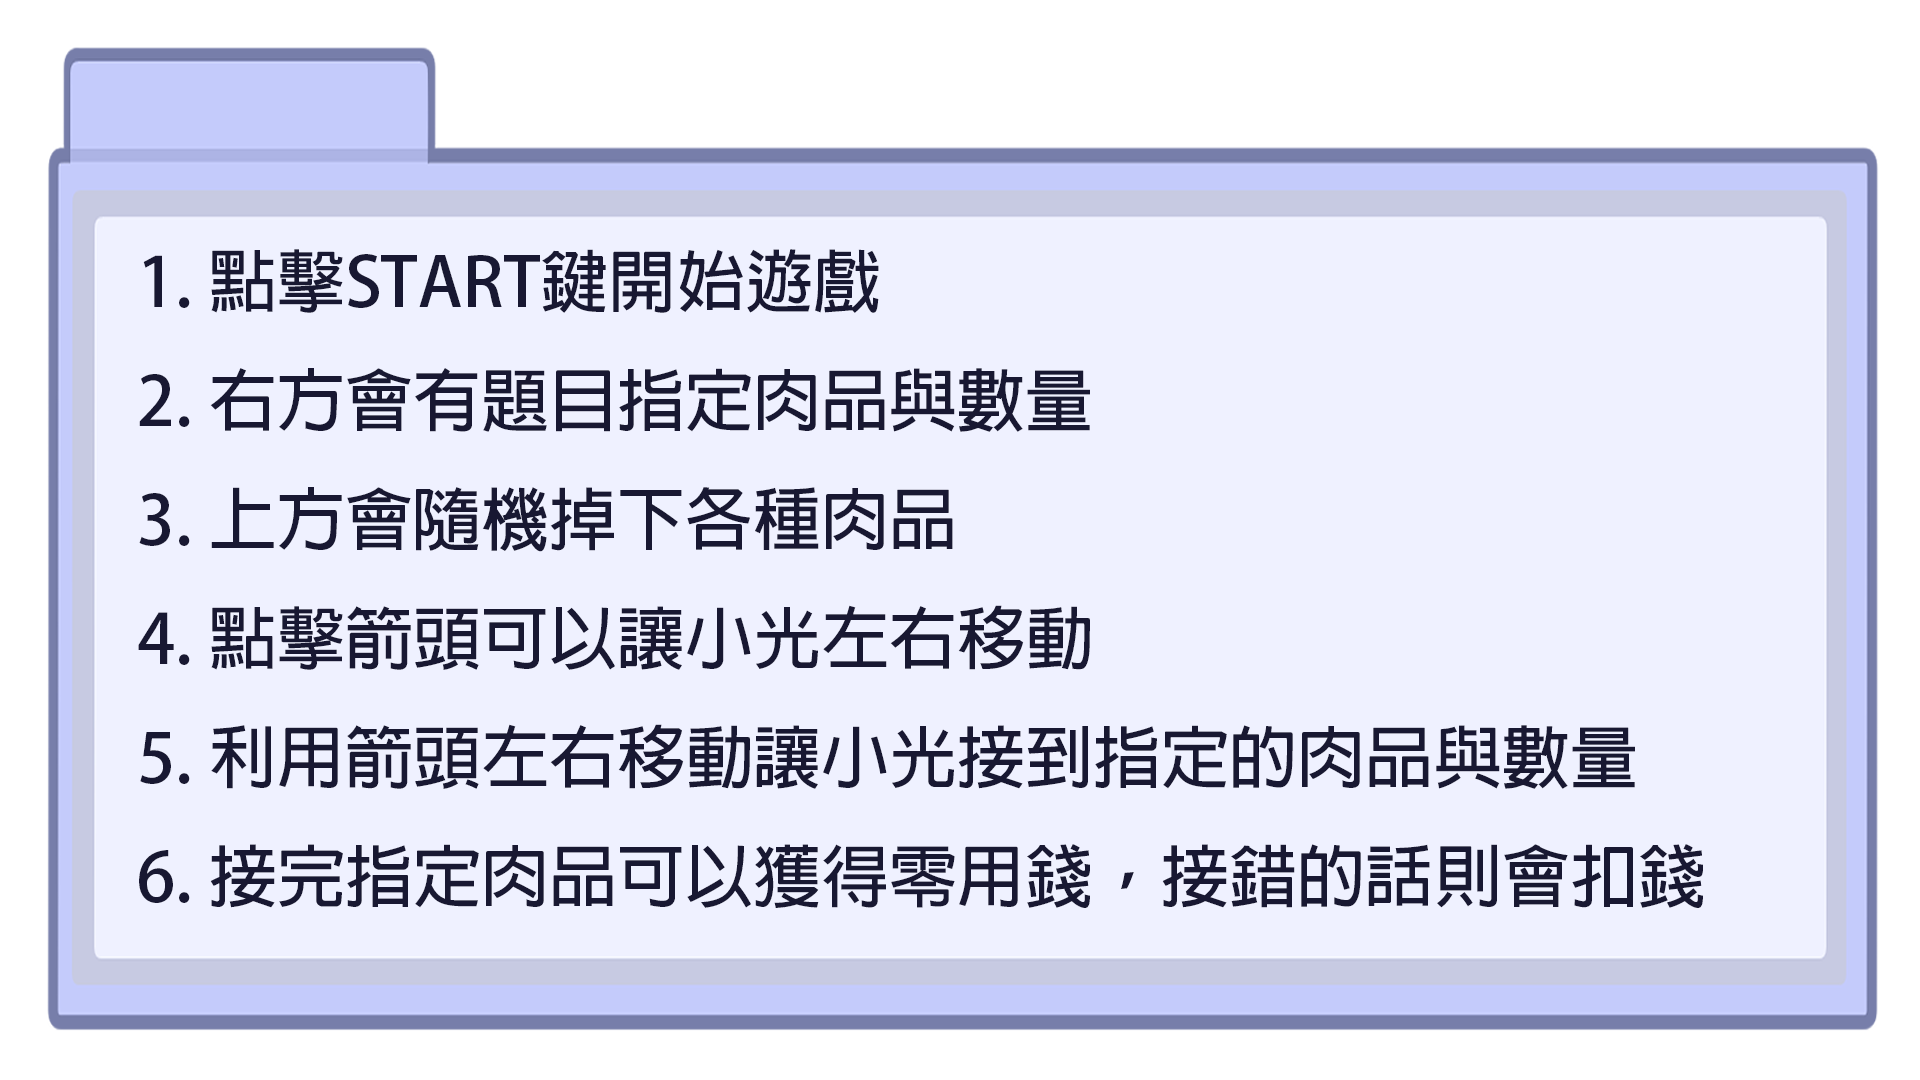 1. 點擊START鍵開始遊戲
2. 右方會有題目指定肉品與數量
3. 上方會隨機掉下各種肉品
4. 點擊箭頭可以讓小光左右移動
5. 利用箭頭左右移動讓小光接到指定的肉品與數量
6. 接完指定肉品可以獲得零用錢，接錯的話則會扣錢